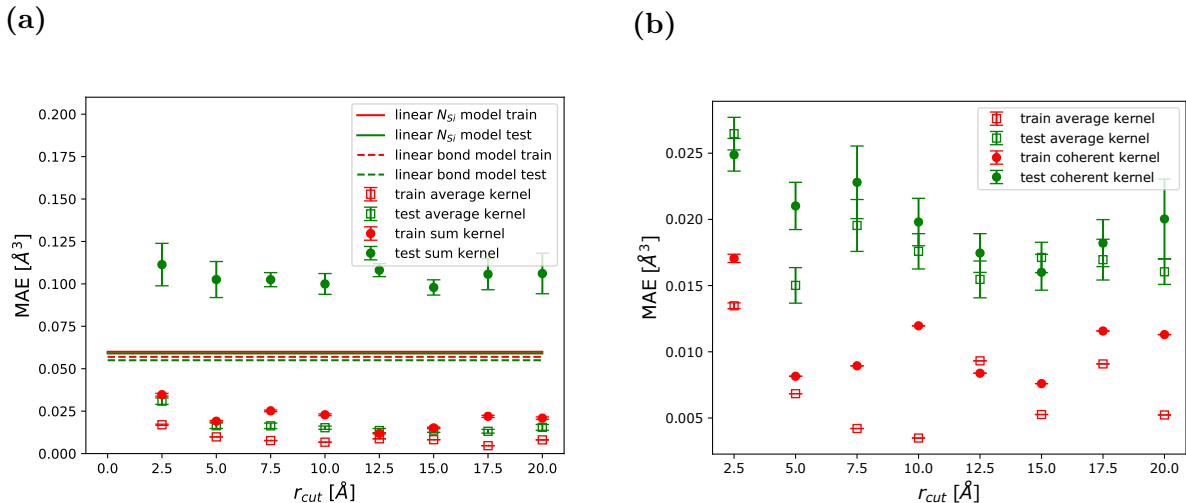 (a)
(b)
MAE [Å³]
0.200
0.175
0.150
0.125
0.100
0.075
0.050
0.025
0.000
linear N_Si model train
linear N_Si model test
linear bond model train
linear bond model test
train average kernel
test average kernel
train sum kernel
test sum kernel
0.0 2.5 5.0 7.5 10.0 12.5 15.0 17.5 20.0
r_cut [Å]
MAE [Å³]
0.025
0.020
0.015
0.010
0.005
train average kernel
test average kernel
train coherent kernel
test coherent kernel
2.5 5.0 7.5 10.0 12.5 15.0 17.5 20.0
r_cut [Å]